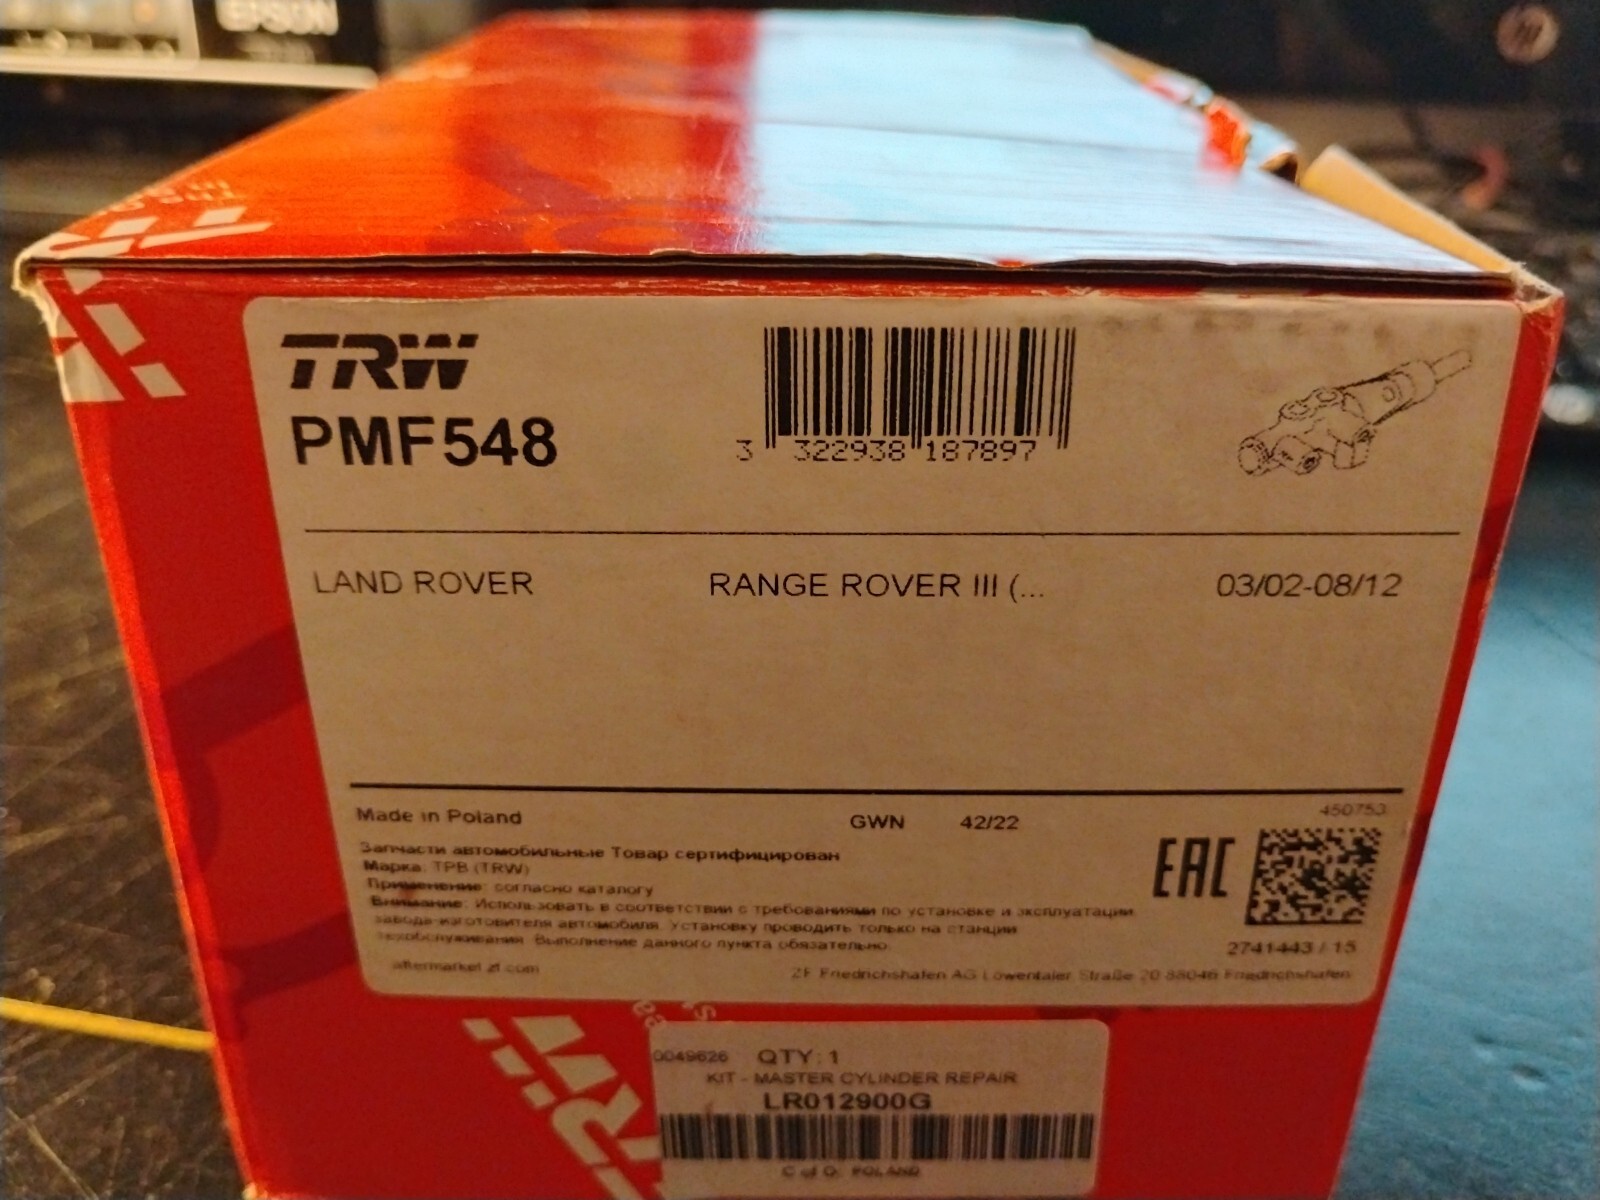 EPSON
TRW
PMF548
3 322938 187897
LAND ROVER RANGE ROVER III (... 03/02-08/12
Made in Poland GWN 42/22 450753
Запчасти автомобильные Товар сертифицирован
Марка: ТРВ (TRW)
Применение: согласно каталогу
Внимание: Использовать в соответствии с требованиями по установке и эксплуатации
завода-изготовителя автомобиля. Установку проводить только на станции
техобслуживания. Выполнение данного пункта обязательно.
EAC
2741443 / 15
aftermarket.zf.com ZF Friedrichshafen AG Löwentaler Straße 20 88046 Friedrichshafen
TRW
0049626 QTY: 1
KIT - MASTER CYLINDER REPAIR
LR012900G
C of O: POLAND